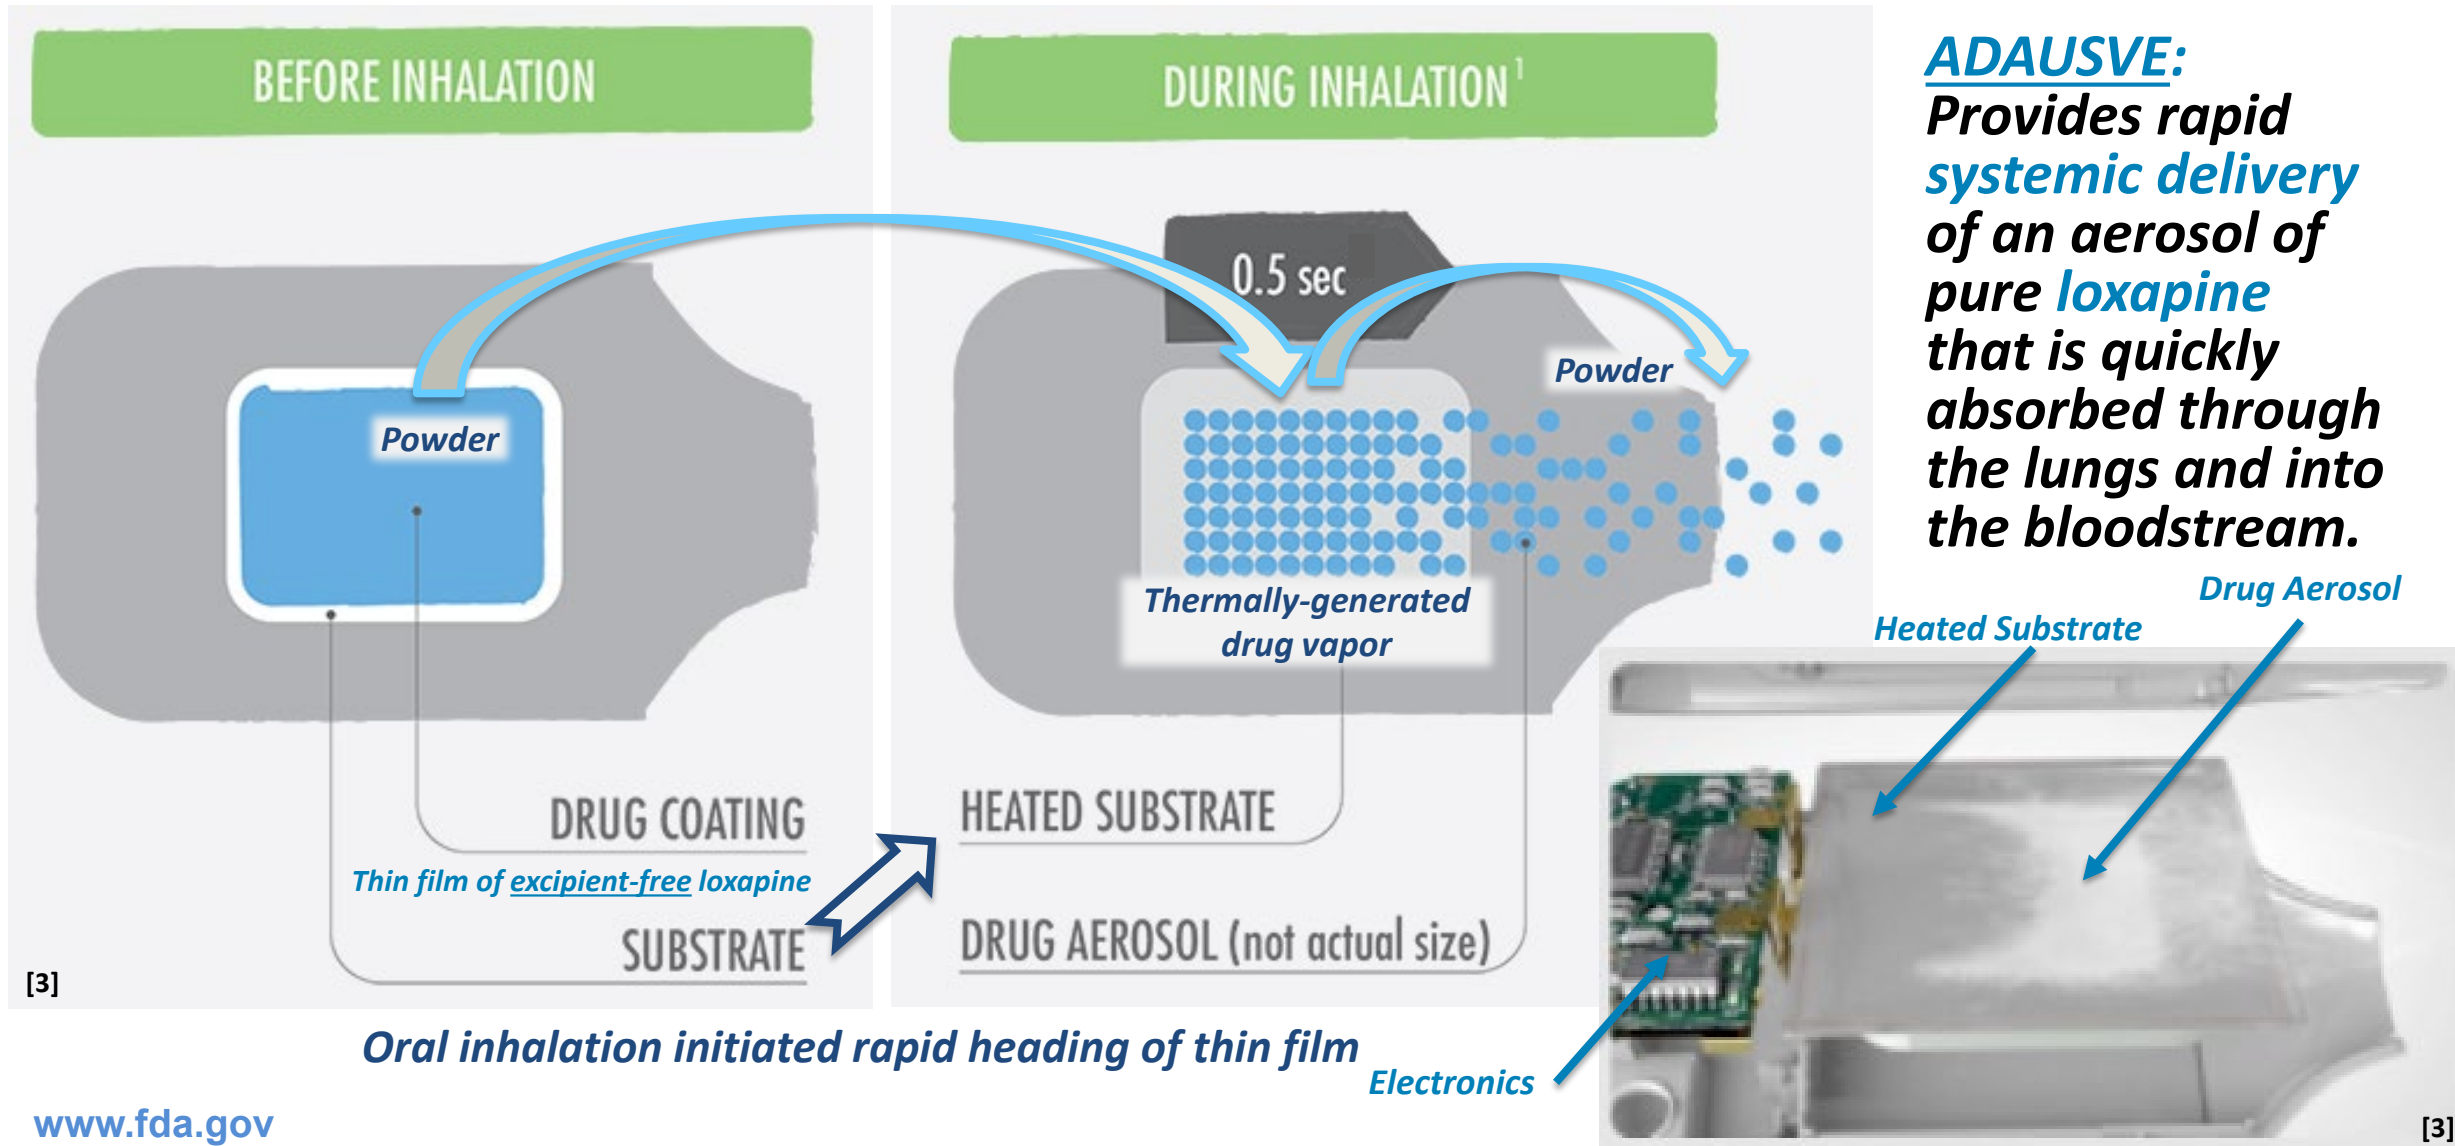 BEFORE INHALATION
Powder
DRUG COATING
Thin film of excipient-free loxapine
SUBSTRATE
[3]
DURING INHALATION¹
0.5 sec
Powder
Thermally-generated
drug vapor
HEATED SUBSTRATE
DRUG AEROSOL (not actual size)
ADAUSVE:
Provides rapid
systemic delivery
of an aerosol of
pure loxapine
that is quickly
absorbed through
the lungs and into
the bloodstream.
Drug Aerosol
Heated Substrate
Electronics
[3]
Oral inhalation initiated rapid heading of thin film
www.fda.gov